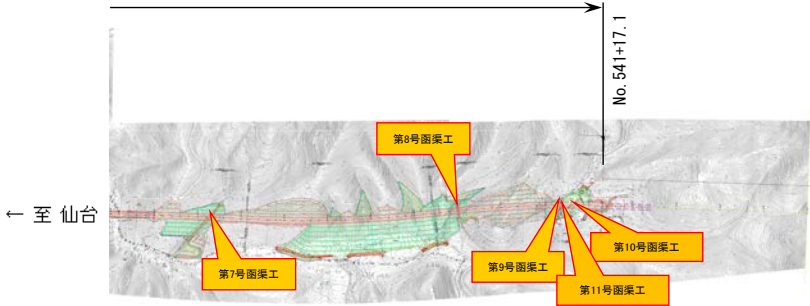 No.541+17.1
第8号函渠工
← 至 仙台
第7号函渠工
第9号函渠工
第10号函渠工
第11号函渠工